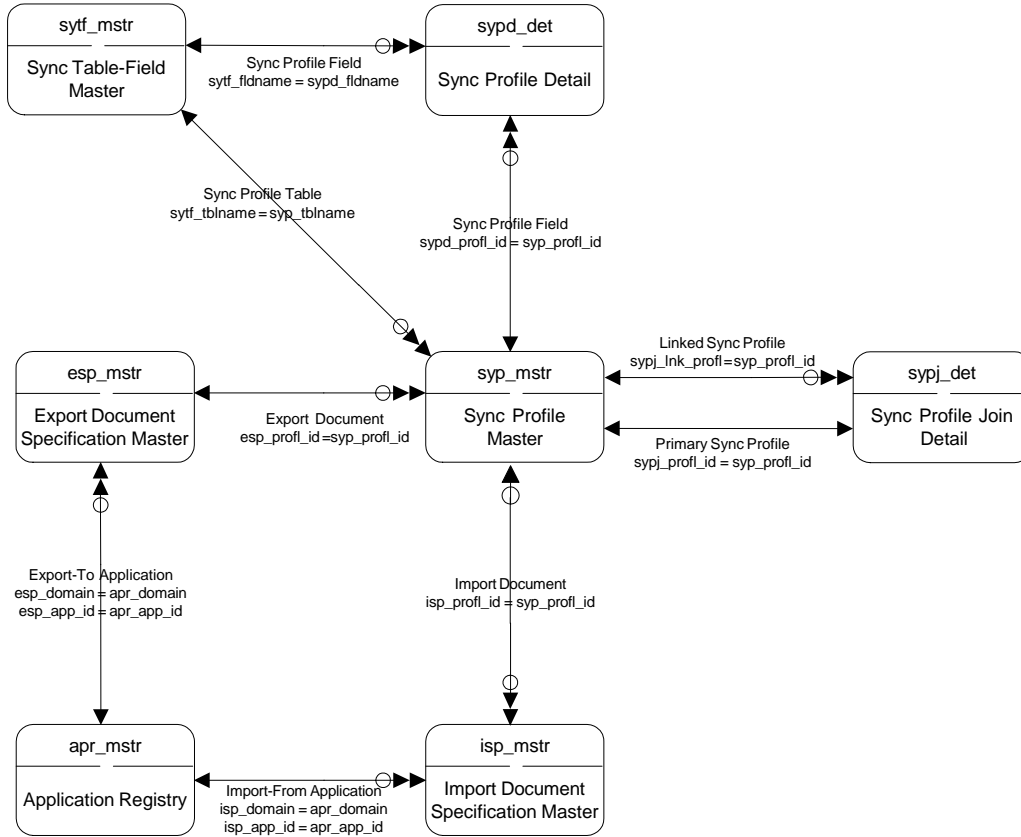 sytf_mstr
Sync Table-Field
Master
Sync Profile Field
sytf_fldname = sypd_fldname
sypd_det
Sync Profile Detail
Sync Profile Table
sytf_tblname = syp_tblname
Sync Profile Field
sypd_profl_id = syp_profl_id
esp_mstr
Export Document
Specification Master
Export Document
esp_profl_id =syp_profl_id
syp_mstr
Sync Profile
Master
Linked Sync Profile
sypj_lnk_profl=syp_profl_id
Primary Sync Profile
sypj_profl_id = syp_profl_id
sypj_det
Sync Profile Join
Detail
Export-To Application
esp_domain = apr_domain
esp_app_id = apr_app_id
Import Document
isp_profl_id = syp_profl_id
apr_mstr
Application Registry
Import-From Application
isp_domain = apr_domain
isp_app_id = apr_app_id
isp_mstr
Import Document
Specification Master